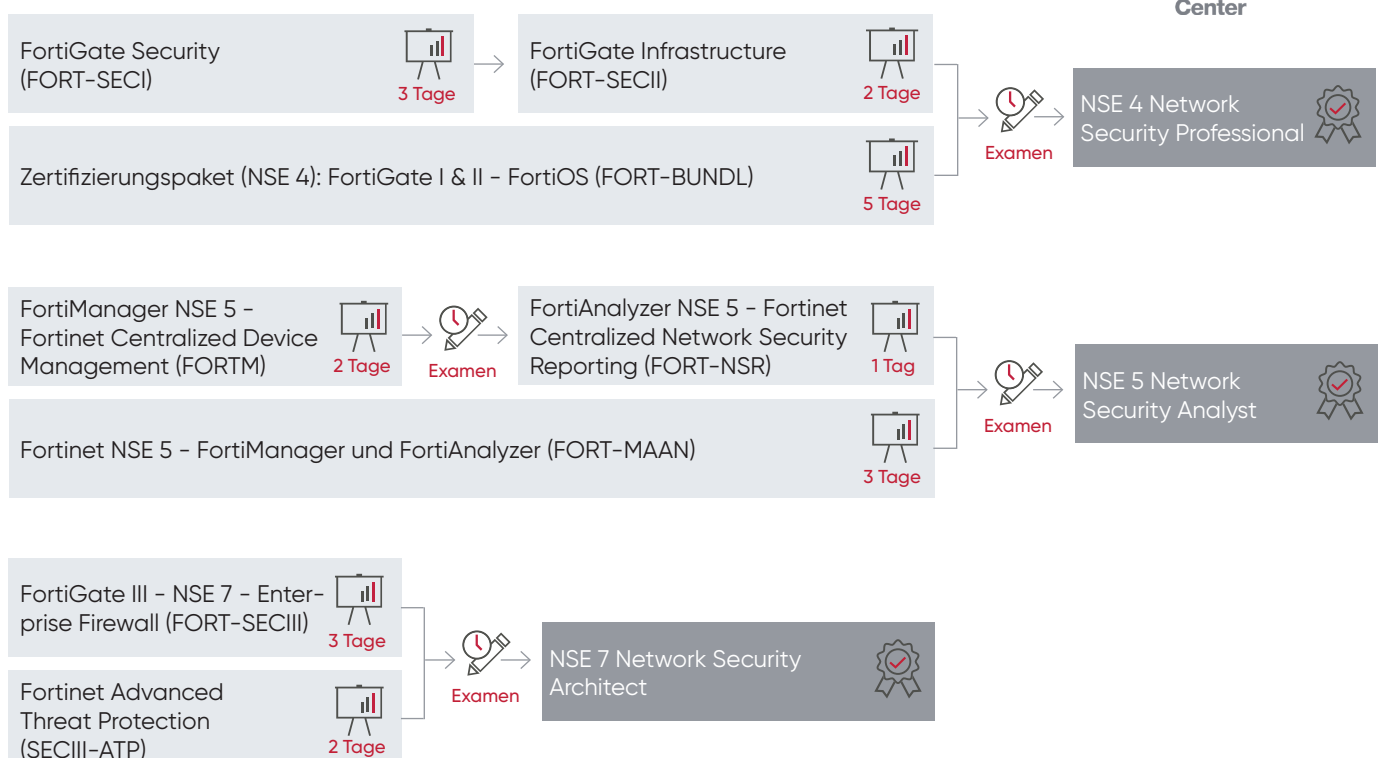 Center
FortiGate Security
(FORT-SECI)
3 Tage
FortiGate Infrastructure
(FORT-SECII)
2 Tage
Examen
NSE 4 Network
Security Professional
Zertifizierungspaket (NSE 4): FortiGate I & II - FortiOS (FORT-BUNDL)
5 Tage
FortiManager NSE 5 -
Fortinet Centralized Device
Management (FORTM)
2 Tage
Examen
FortiAnalyzer NSE 5 - Fortinet
Centralized Network Security
Reporting (FORT-NSR)
1 Tag
Examen
NSE 5 Network
Security Analyst
Fortinet NSE 5 - FortiManager und FortiAnalyzer (FORT-MAAN)
3 Tage
FortiGate III - NSE 7 - Enter-
prise Firewall (FORT-SECIII)
3 Tage
Examen
NSE 7 Network Security
Architect
Fortinet Advanced
Threat Protection
(SECIII-ATP)
2 Tage